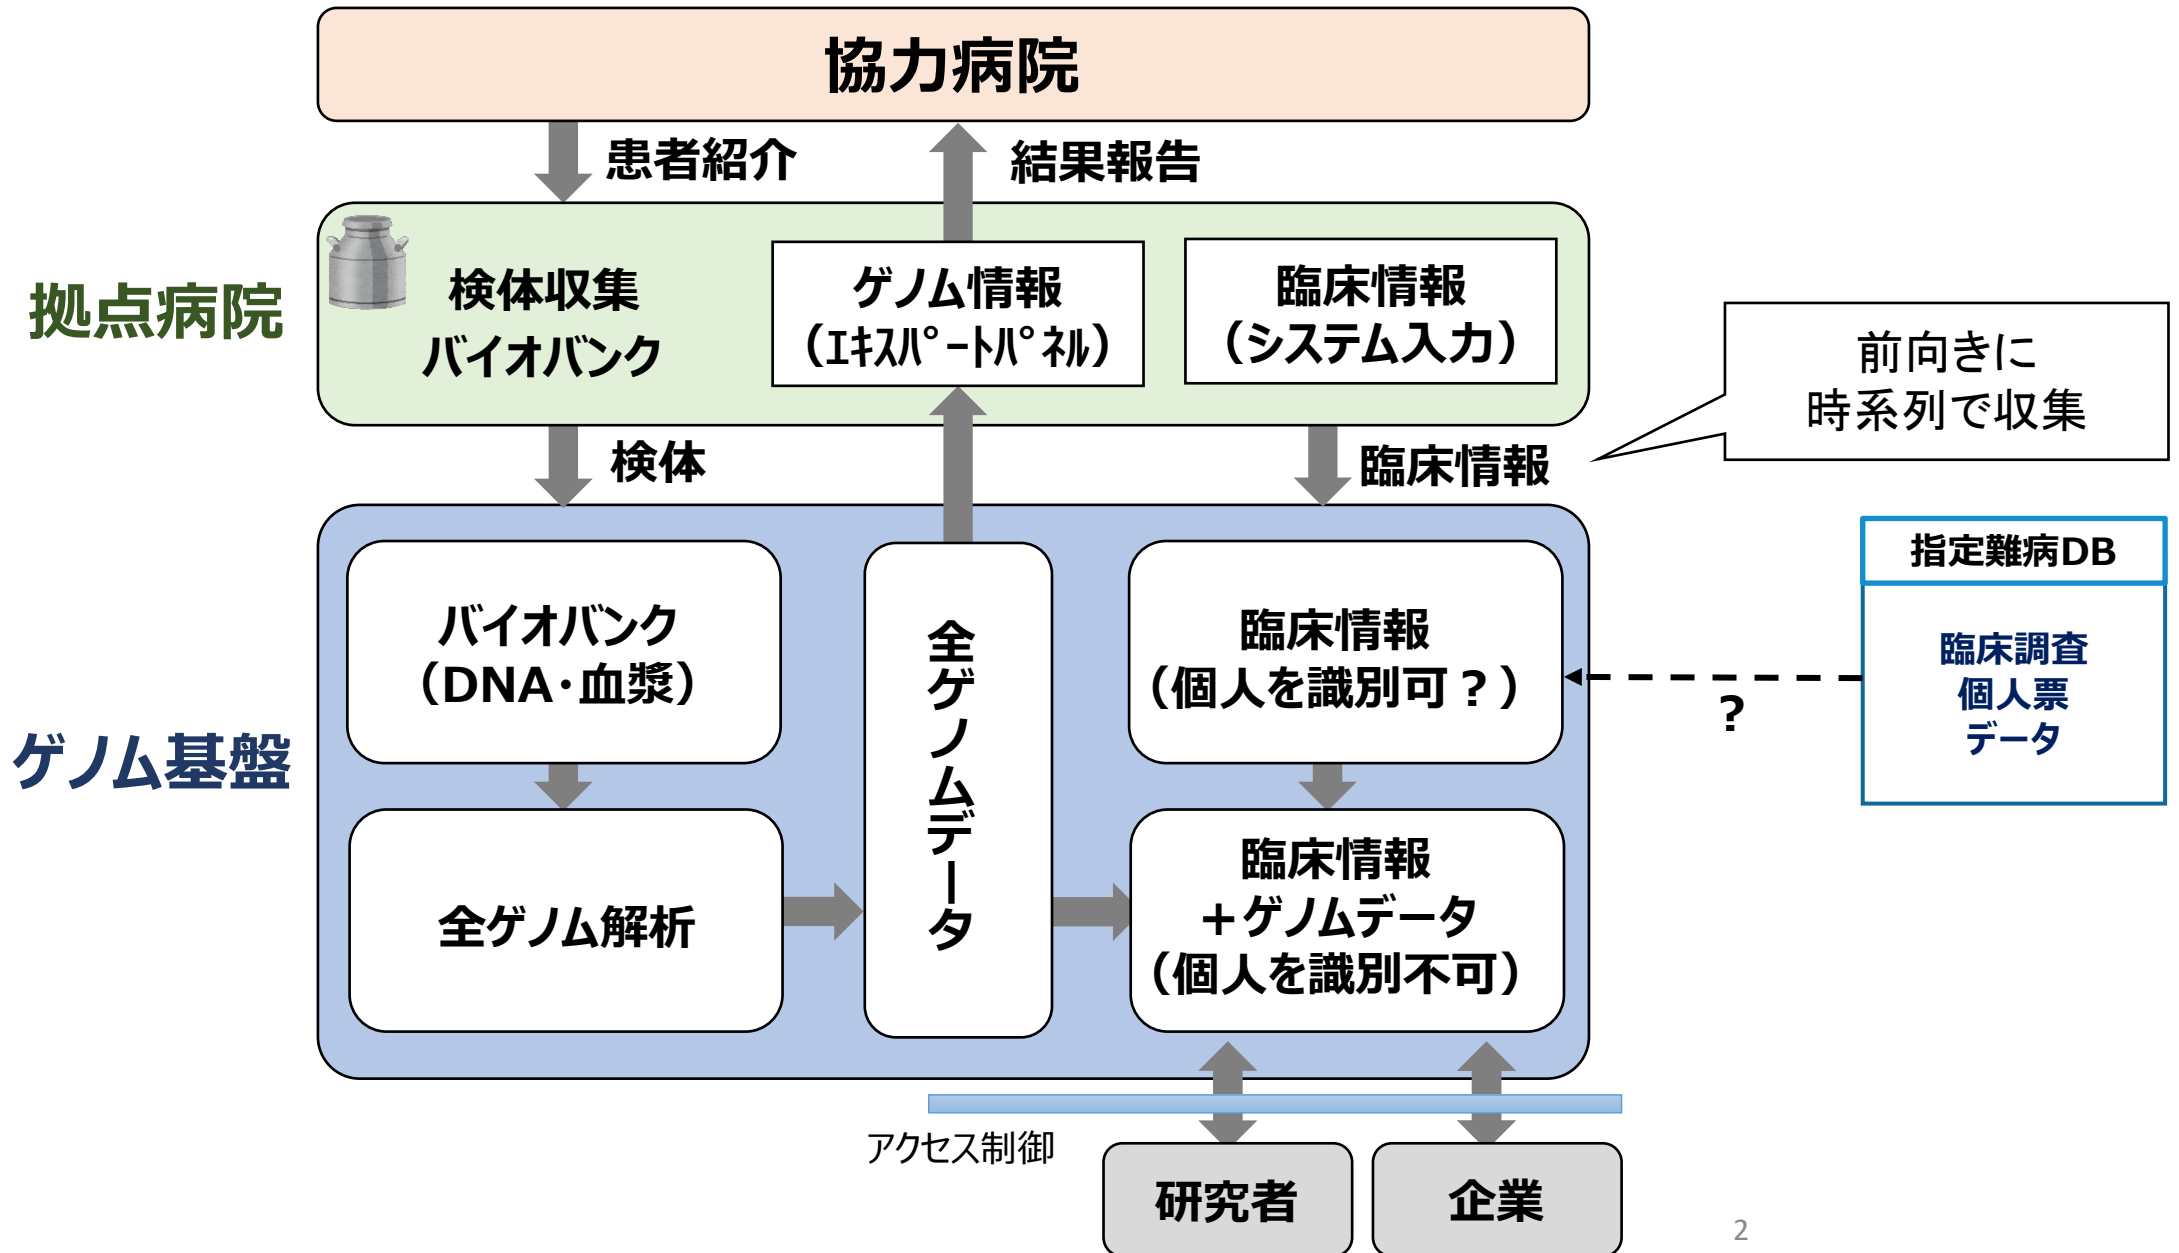 協力病院
患者紹介
結果報告
拠点病院
検体収集
バイオバンク
ゲノム情報
（ｴｷｽﾊﾟｰﾄﾊﾟﾈﾙ）
臨床情報
（システム入力）
前向きに
時系列で収集
検体
臨床情報
ゲノム基盤
バイオバンク
（DNA・血漿）
全ゲノム解析
全ゲノムデータ
臨床情報
（個人を識別可？）
臨床情報
＋ゲノムデータ
（個人を識別不可）
指定難病DB
臨床調査
個人票
データ
?
アクセス制御
研究者
企業
2